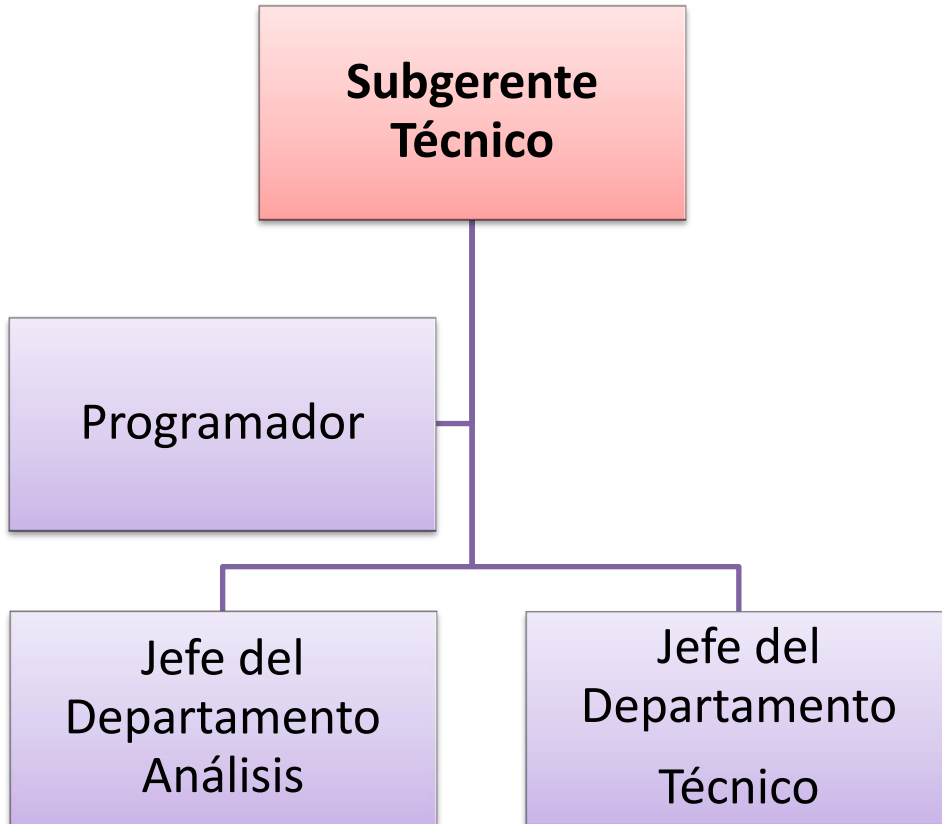 Subgerente
Técnico
Programador
Jefe del
Departamento
Análisis
Jefe del
Departamento
Técnico